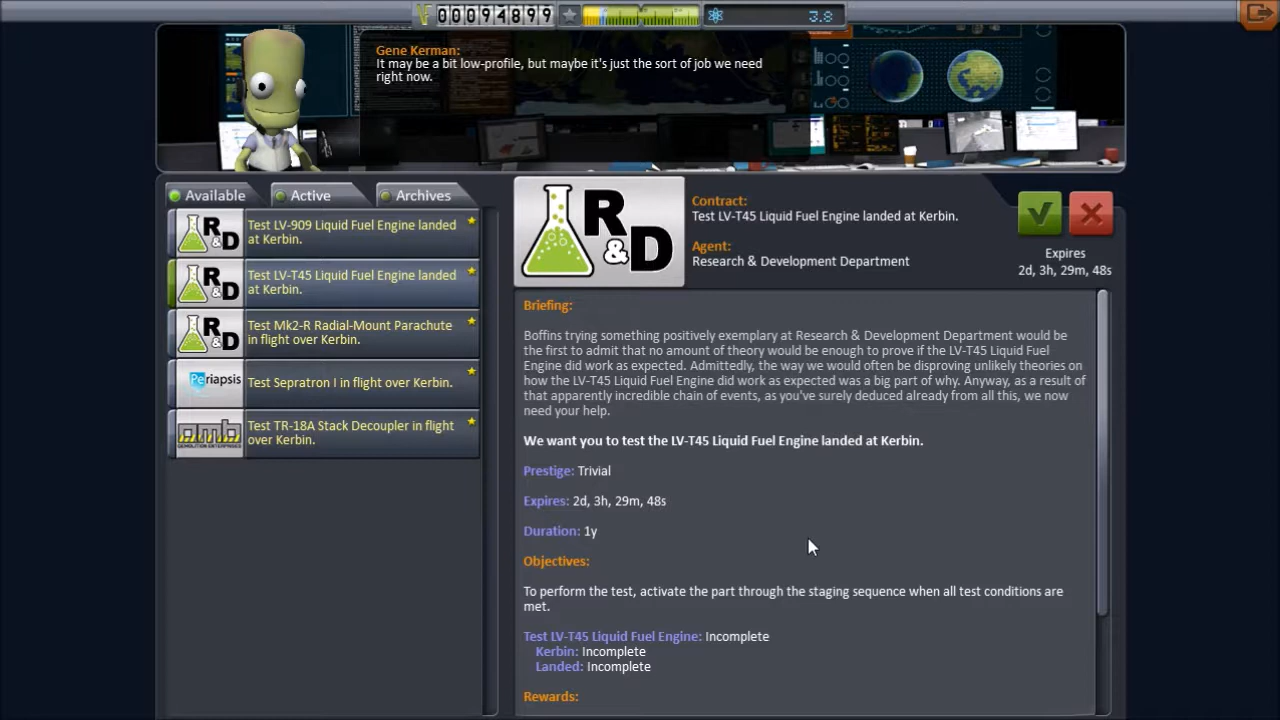 00094899
3.8
Gene Kerman:
It may be a bit low-profile, but maybe it's just the sort of job we need
right now.
Available
Active
Archives
R&D
Test LV-909 Liquid Fuel Engine landed
at Kerbin.
R&D
Test LV-T45 Liquid Fuel Engine landed
at Kerbin.
R&D
Test Mk2-R Radial-Mount Parachute
in flight over Kerbin.
Periapsis
Test Sepratron I in flight over Kerbin.
Test TR-18A Stack Decoupler in flight
over Kerbin.
R&D
Contract:
Test LV-T45 Liquid Fuel Engine landed at Kerbin.
Agent:
Research & Development Department
Expires
2d, 3h, 29m, 48s
Briefing:
Boffins trying something positively exemplary at Research & Development Department would be
the first to admit that no amount of theory would be enough to prove if the LV-T45 Liquid Fuel
Engine did work as expected. Admittedly, the way we would often be disproving unlikely theories on
how the LV-T45 Liquid Fuel Engine did work as expected was a big part of why. Anyway, as a result of
that apparently incredible chain of events, as you've surely deduced already from all this, we now
need your help.
We want you to test the LV-T45 Liquid Fuel Engine landed at Kerbin.
Prestige: Trivial
Expires: 2d, 3h, 29m, 48s
Duration: 1y
Objectives:
To perform the test, activate the part through the staging sequence when all test conditions are
met.
Test LV-T45 Liquid Fuel Engine: Incomplete
Kerbin: Incomplete
Landed: Incomplete
Rewards: